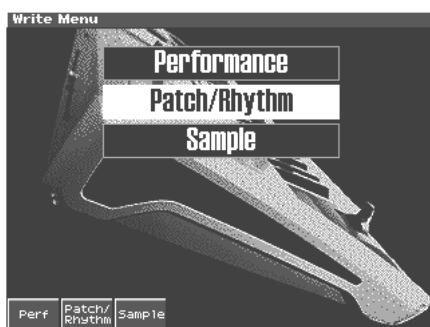 Write Menu
Performance
Patch/Rhythm
Sample
Perf
Patch/
Rhythm
Sample